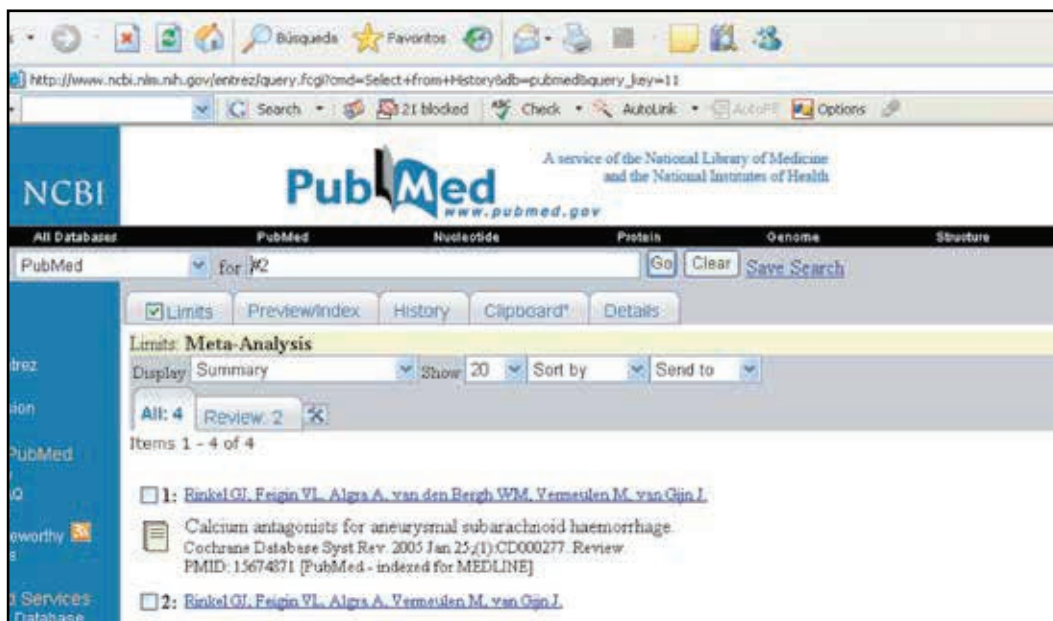 Búsqueda Favoritos
http://www.ncbi.nlm.nih.gov/entrez/query.fcgi?cmd=Select+from+History&db=pubmed&query_key=11
Search 21 blocked Check AutoLink AutoFill Options
NCBI PubMed www.pubmed.gov
A service of the National Library of Medicine
and the National Institutes of Health
All Databases PubMed Nucleotide Protein Genome Structure
PubMed for #2 Go Clear Save Search
Limits Preview/Index History Clipboard* Details
Limits: Meta-Analysis
trez
Display Summary Show 20 Sort by Send to
sion
All: 4 Review: 2
Items 1 - 4 of 4
PubMed
1: Rinkel GJ, Feigin VL, Algra A, van den Bergh WM, Vermeulen M, van Gijn J.
eworthy
Calcium antagonists for aneurysmal subarachnoid haemorrhage.
Cochrane Database Syst Rev. 2005 Jan 25;(1):CD000277. Review.
PMID: 15674871 [PubMed - indexed for MEDLINE]
d Services
2: Rinkel GJ, Feigin VL, Algra A, Vermeulen M, van Gijn J.
Database